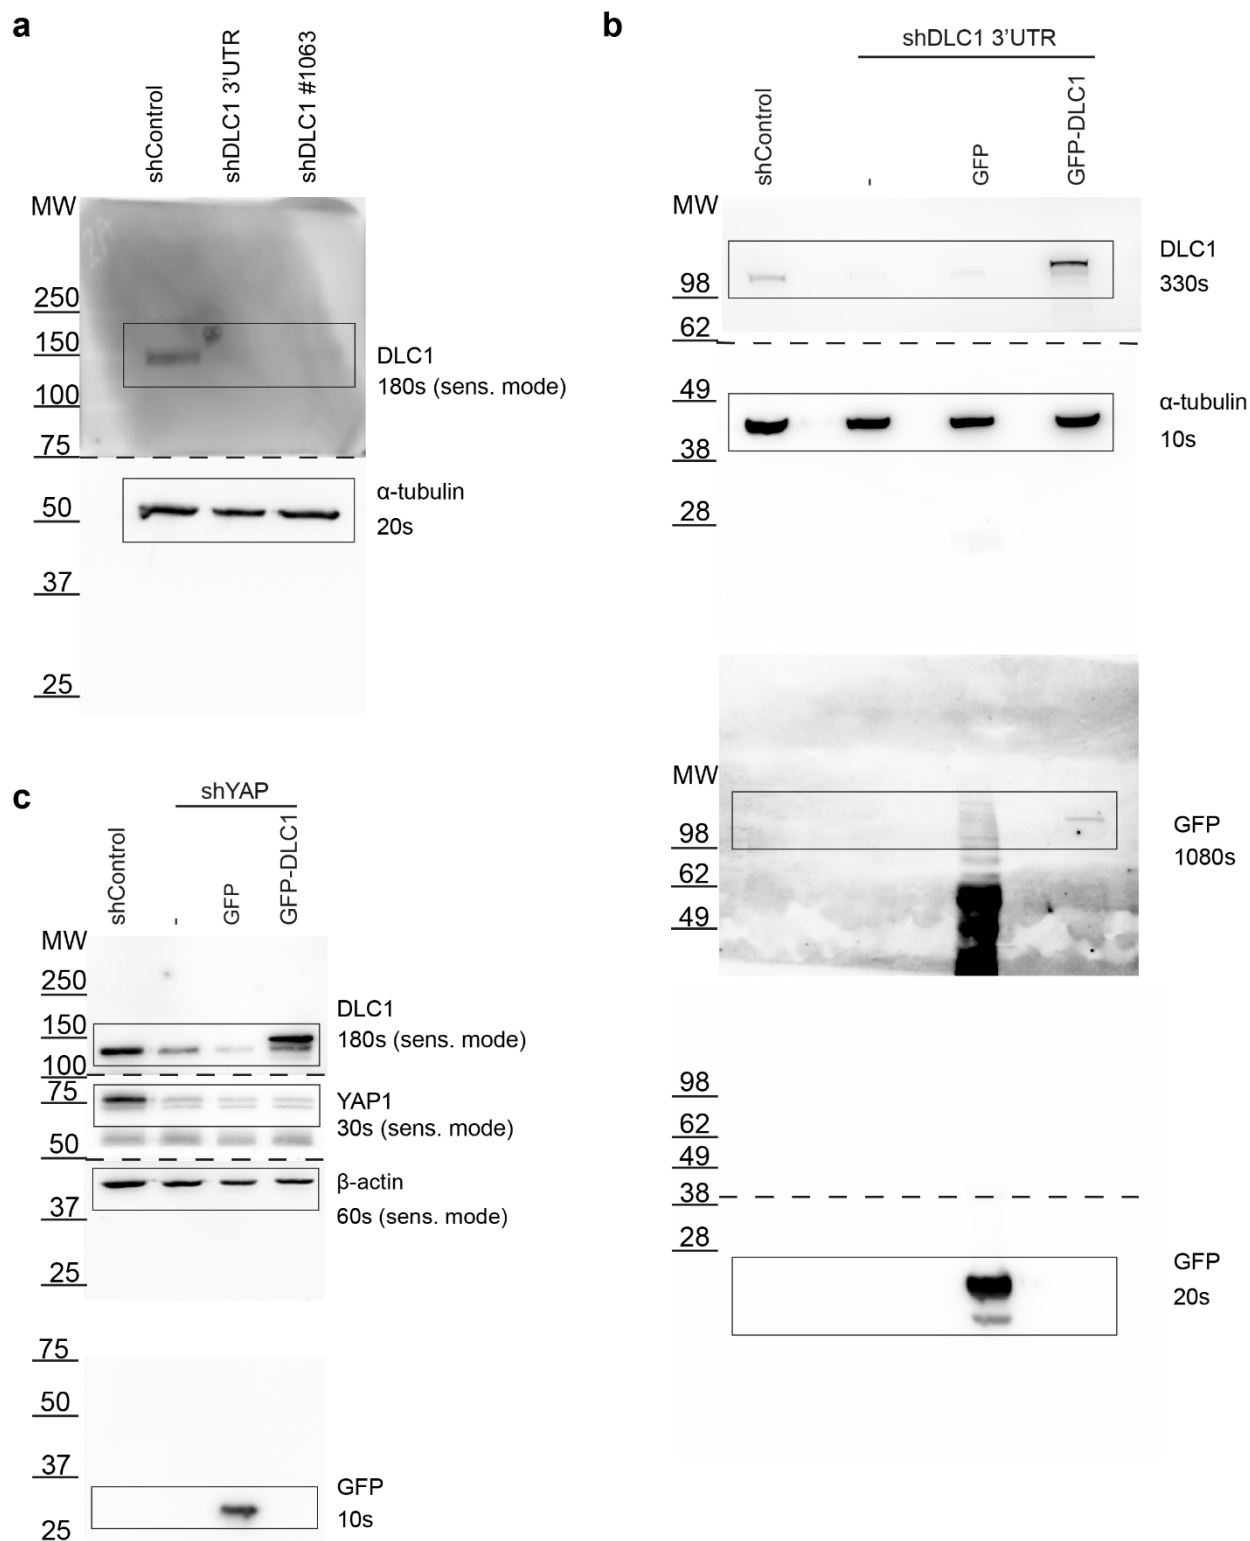 a
shControl
shDLC1 3'UTR
shDLC1 #1063
MW
250
150
100
75
50
37
25
DLC1
180s (sens. mode)
α-tubulin
20s
b
shDLC1 3'UTR
shControl
-
GFP
GFP-DLC1
MW
98
62
49
38
28
DLC1
330s
α-tubulin
10s
MW
98
62
49
GFP
1080s
98
62
49
38
28
GFP
20s
c
shYAP
shControl
-
GFP
GFP-DLC1
MW
250
150
100
75
50
37
25
DLC1
180s (sens. mode)
YAP1
30s (sens. mode)
β-actin
60s (sens. mode)
75
50
37
25
GFP
10s